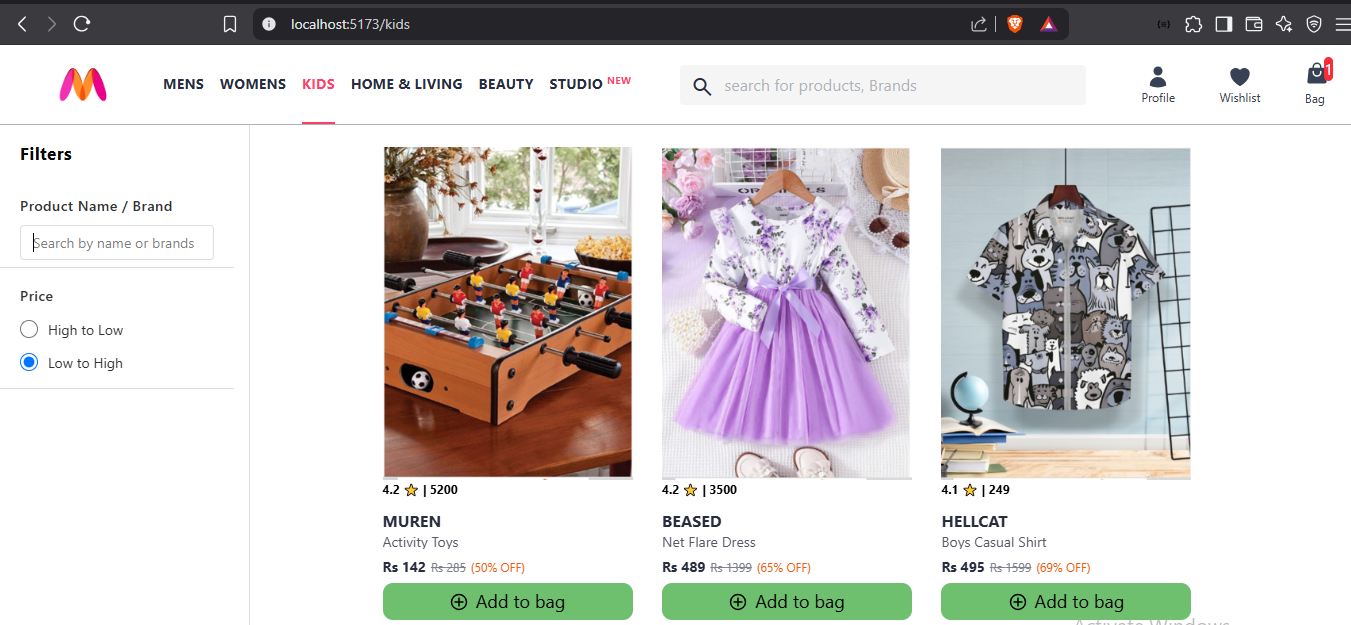 localhost:5173/kids
MENS WOMENS KIDS HOME & LIVING BEAUTY STUDIO NEW
search for products, Brands
Profile
Wishlist
1
Bag
Filters
Product Name / Brand
Search by name or brands
Price
High to Low
Low to High
4.2 | 5200
MUREN
Activity Toys
Rs 142 Rs 285 (50% OFF)
Add to bag
4.2 | 3500
BEASED
Net Flare Dress
Rs 489 Rs 1399 (65% OFF)
Add to bag
HELLCAT
4.1 | 249
HELLCAT
Boys Casual Shirt
Rs 495 Rs 1599 (69% OFF)
Add to bag
Activate Windows